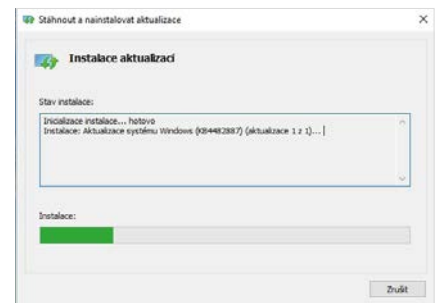 Stáhnout a nainstalovat aktualizace
Instalace aktualizací
Stav instalace:
Inicializace instalace... hotovo
Instalace: Aktualizace systému Windows (KB4482887) (aktualizace 1 z 1)...
Instalace:
Zrušit